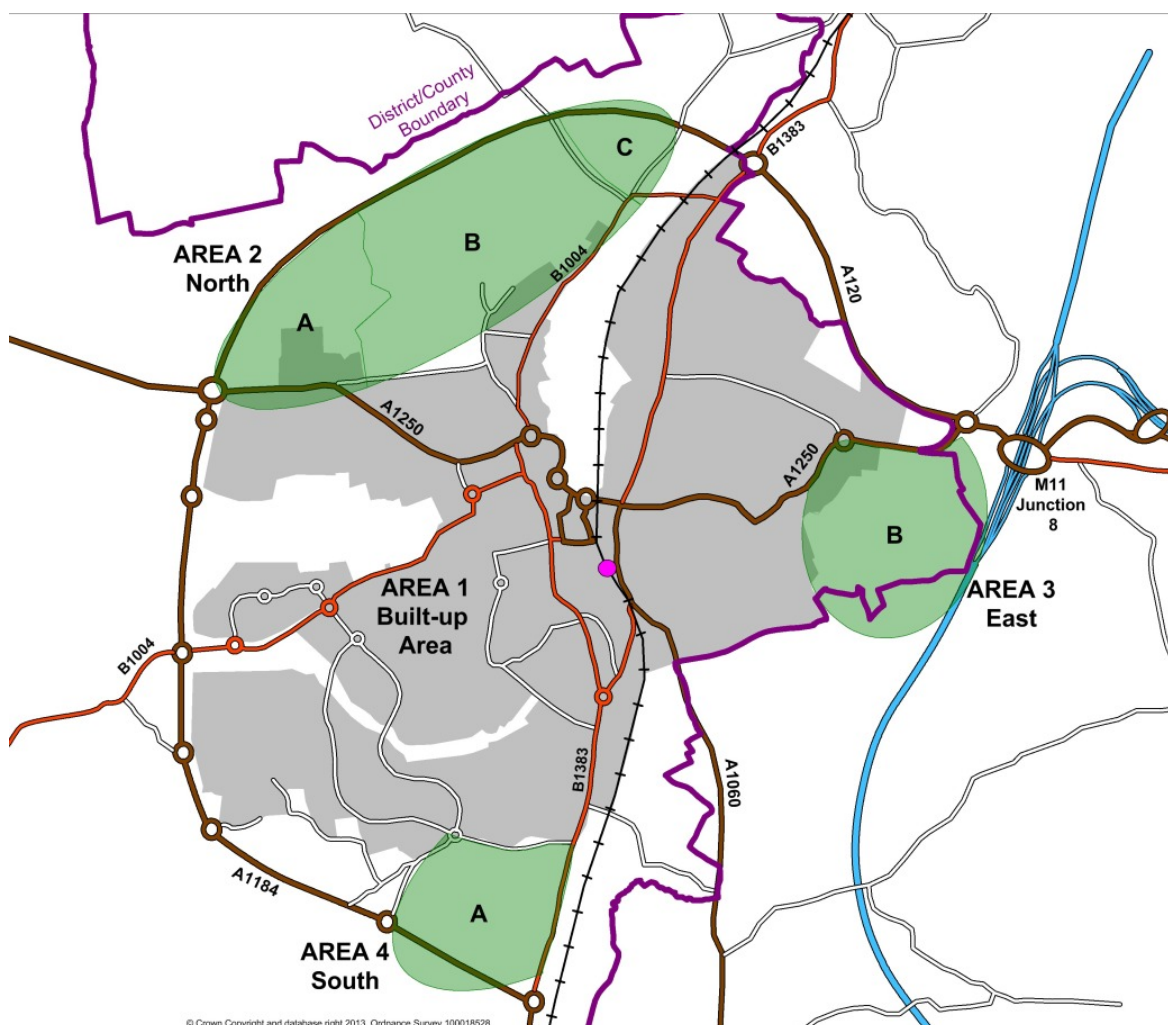 District/County
Boundary
B1383
C
AREA 2
North
B
B1004
A120
A
A1250
A1250
M11
Junction
8
B
AREA 1
Built-up
Area
AREA 3
East
B1004
B1383
A1060
A1184
A
AREA 4
South
© Crown Copyright and database right 2013. Ordnance Survey 100018528